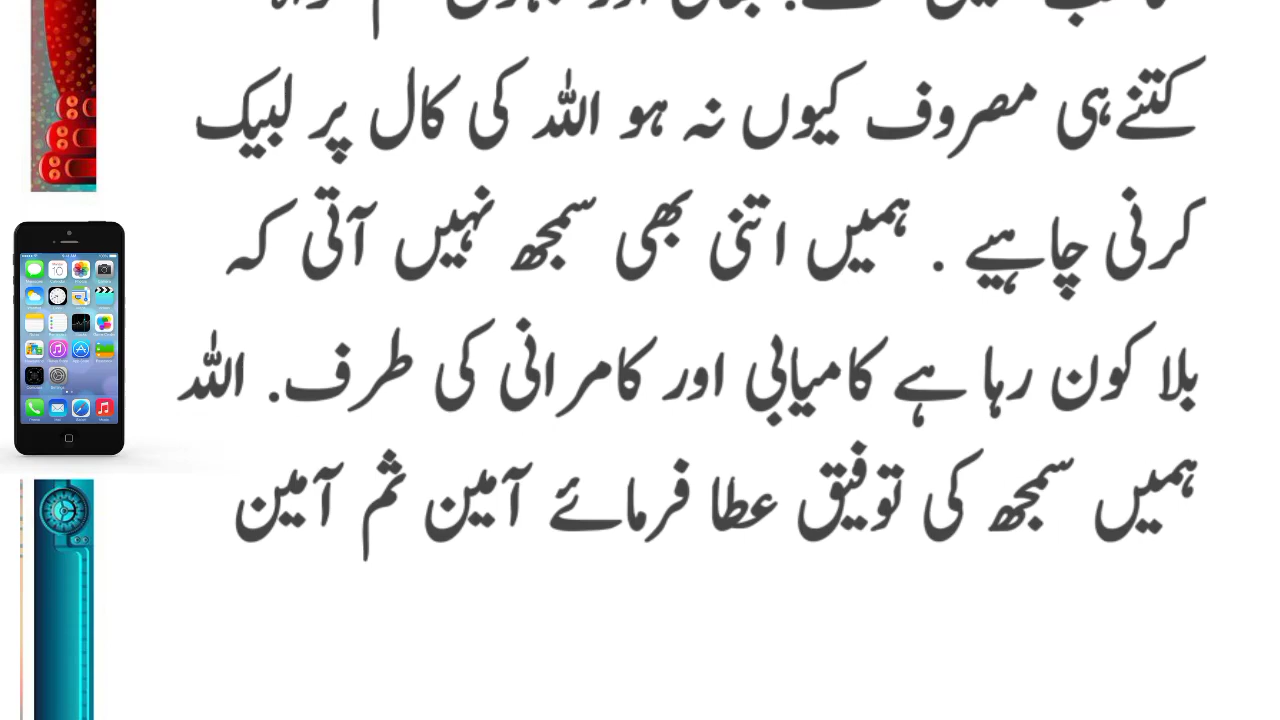 کتنے ہی مصروف کیوں نہ ہو اللہ کی کال پر لبیک
کرنی چاہیے . ہمیں اتنی بھی سمجھ نہیں آتی کہ
بلا کون رہا ہے کامیابی اور کامرانی کی طرف. اللہ
ہمیں سمجھ کی توفیق عطا فرمائے آمین ثم آمین